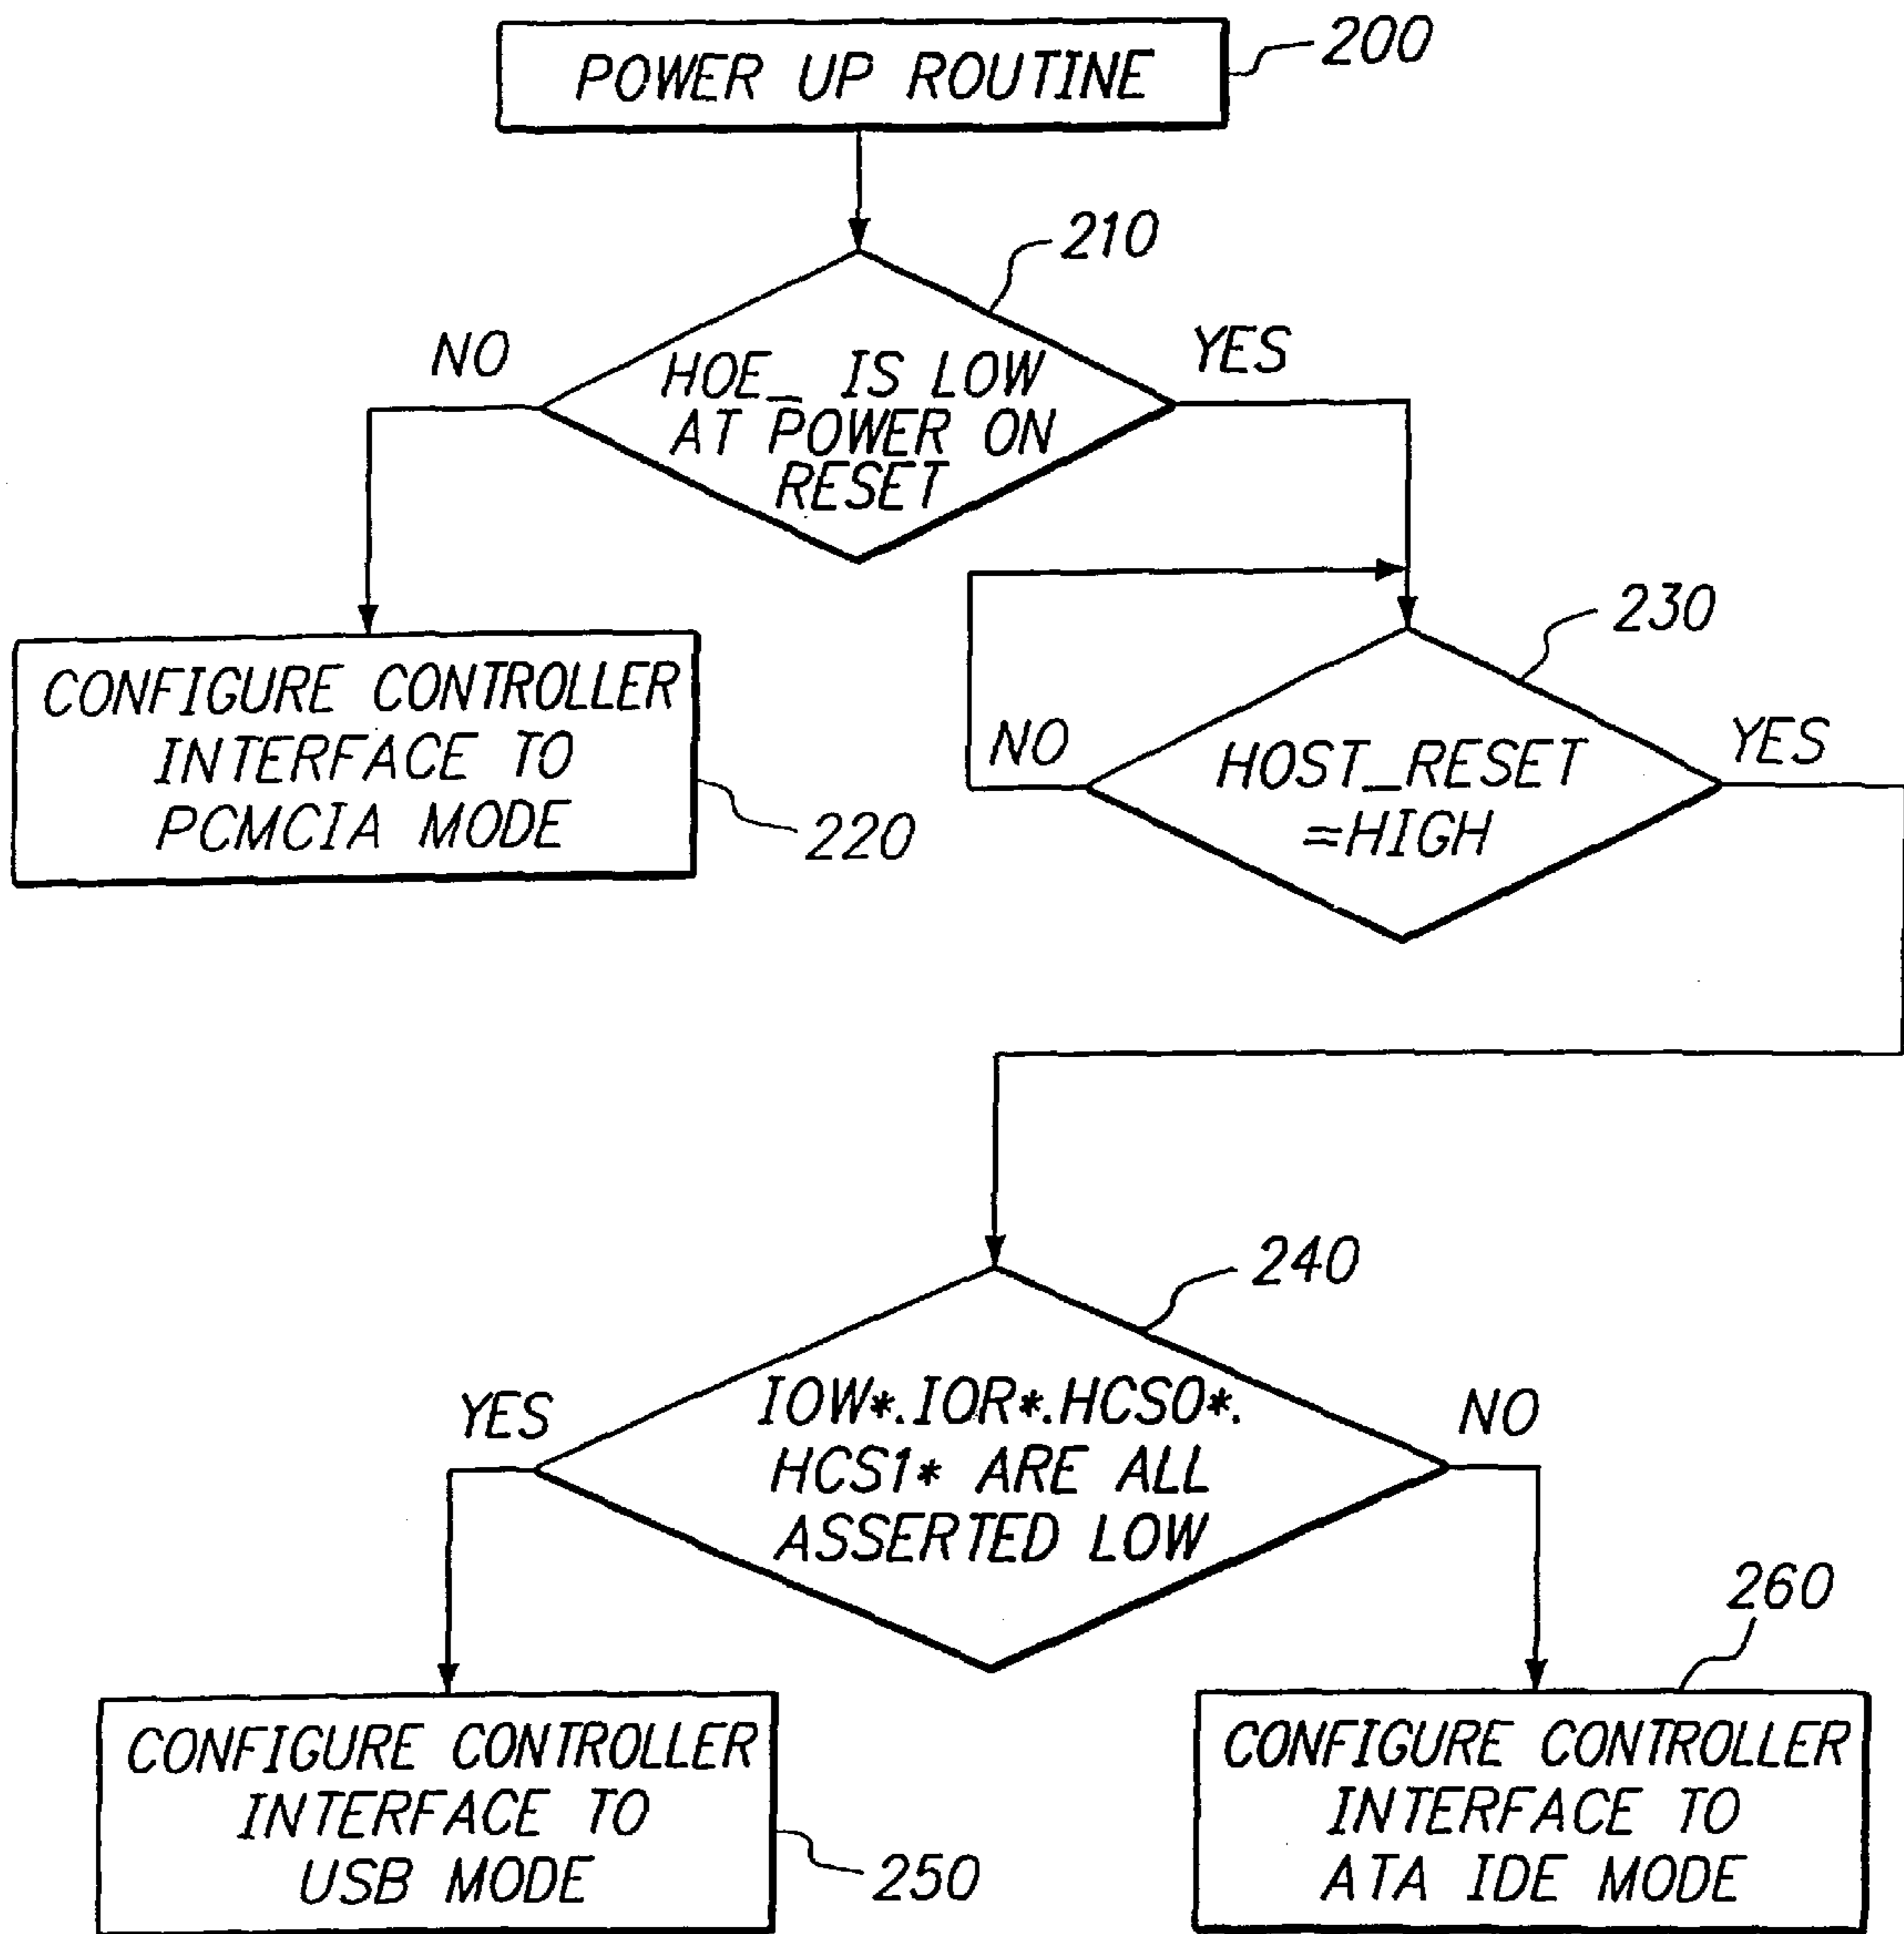 POWER UP ROUTINE
200
210
NO
YES
HOE_ IS LOW
AT POWER ON
RESET
230
CONFIGURE CONTROLLER
INTERFACE TO
PCMCIA MODE
220
NO
YES
HOST_RESET
=HIGH
240
YES
NO
IOW*.IOR*.HCS0*.
HCS1* ARE ALL
ASSERTED LOW
260
CONFIGURE CONTROLLER
INTERFACE TO
USB MODE
250
CONFIGURE CONTROLLER
INTERFACE TO
ATA IDE MODE